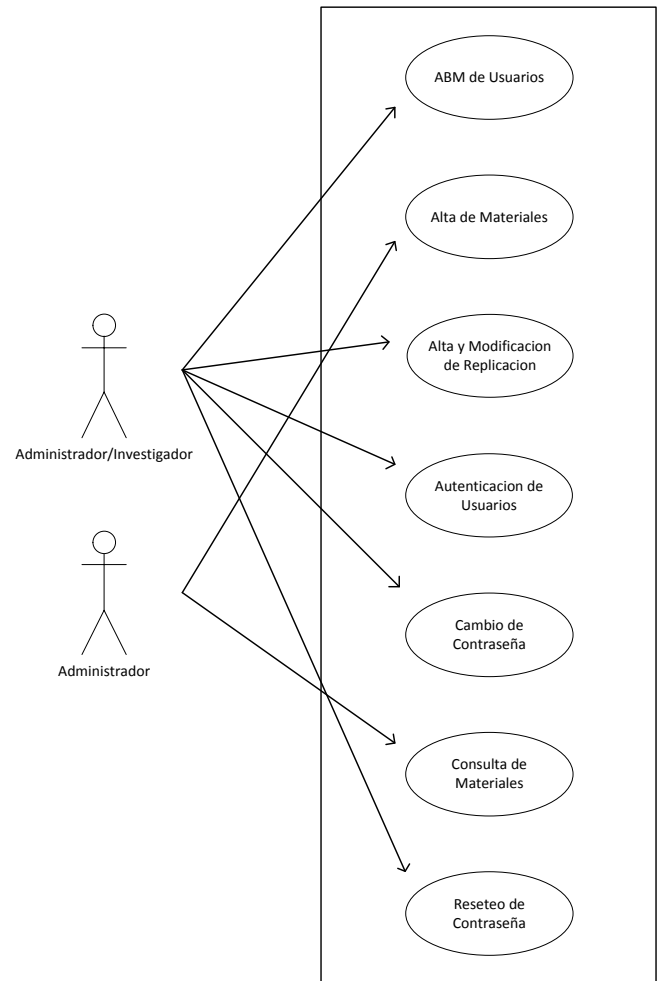 ABM de Usuarios
Alta de Materiales
Alta y Modificacion
de Replicacion
Administrador/Investigador
Autenticacion de
Usuarios
Cambio de
Contraseña
Administrador
Consulta de
Materiales
Reseteo de
Contraseña